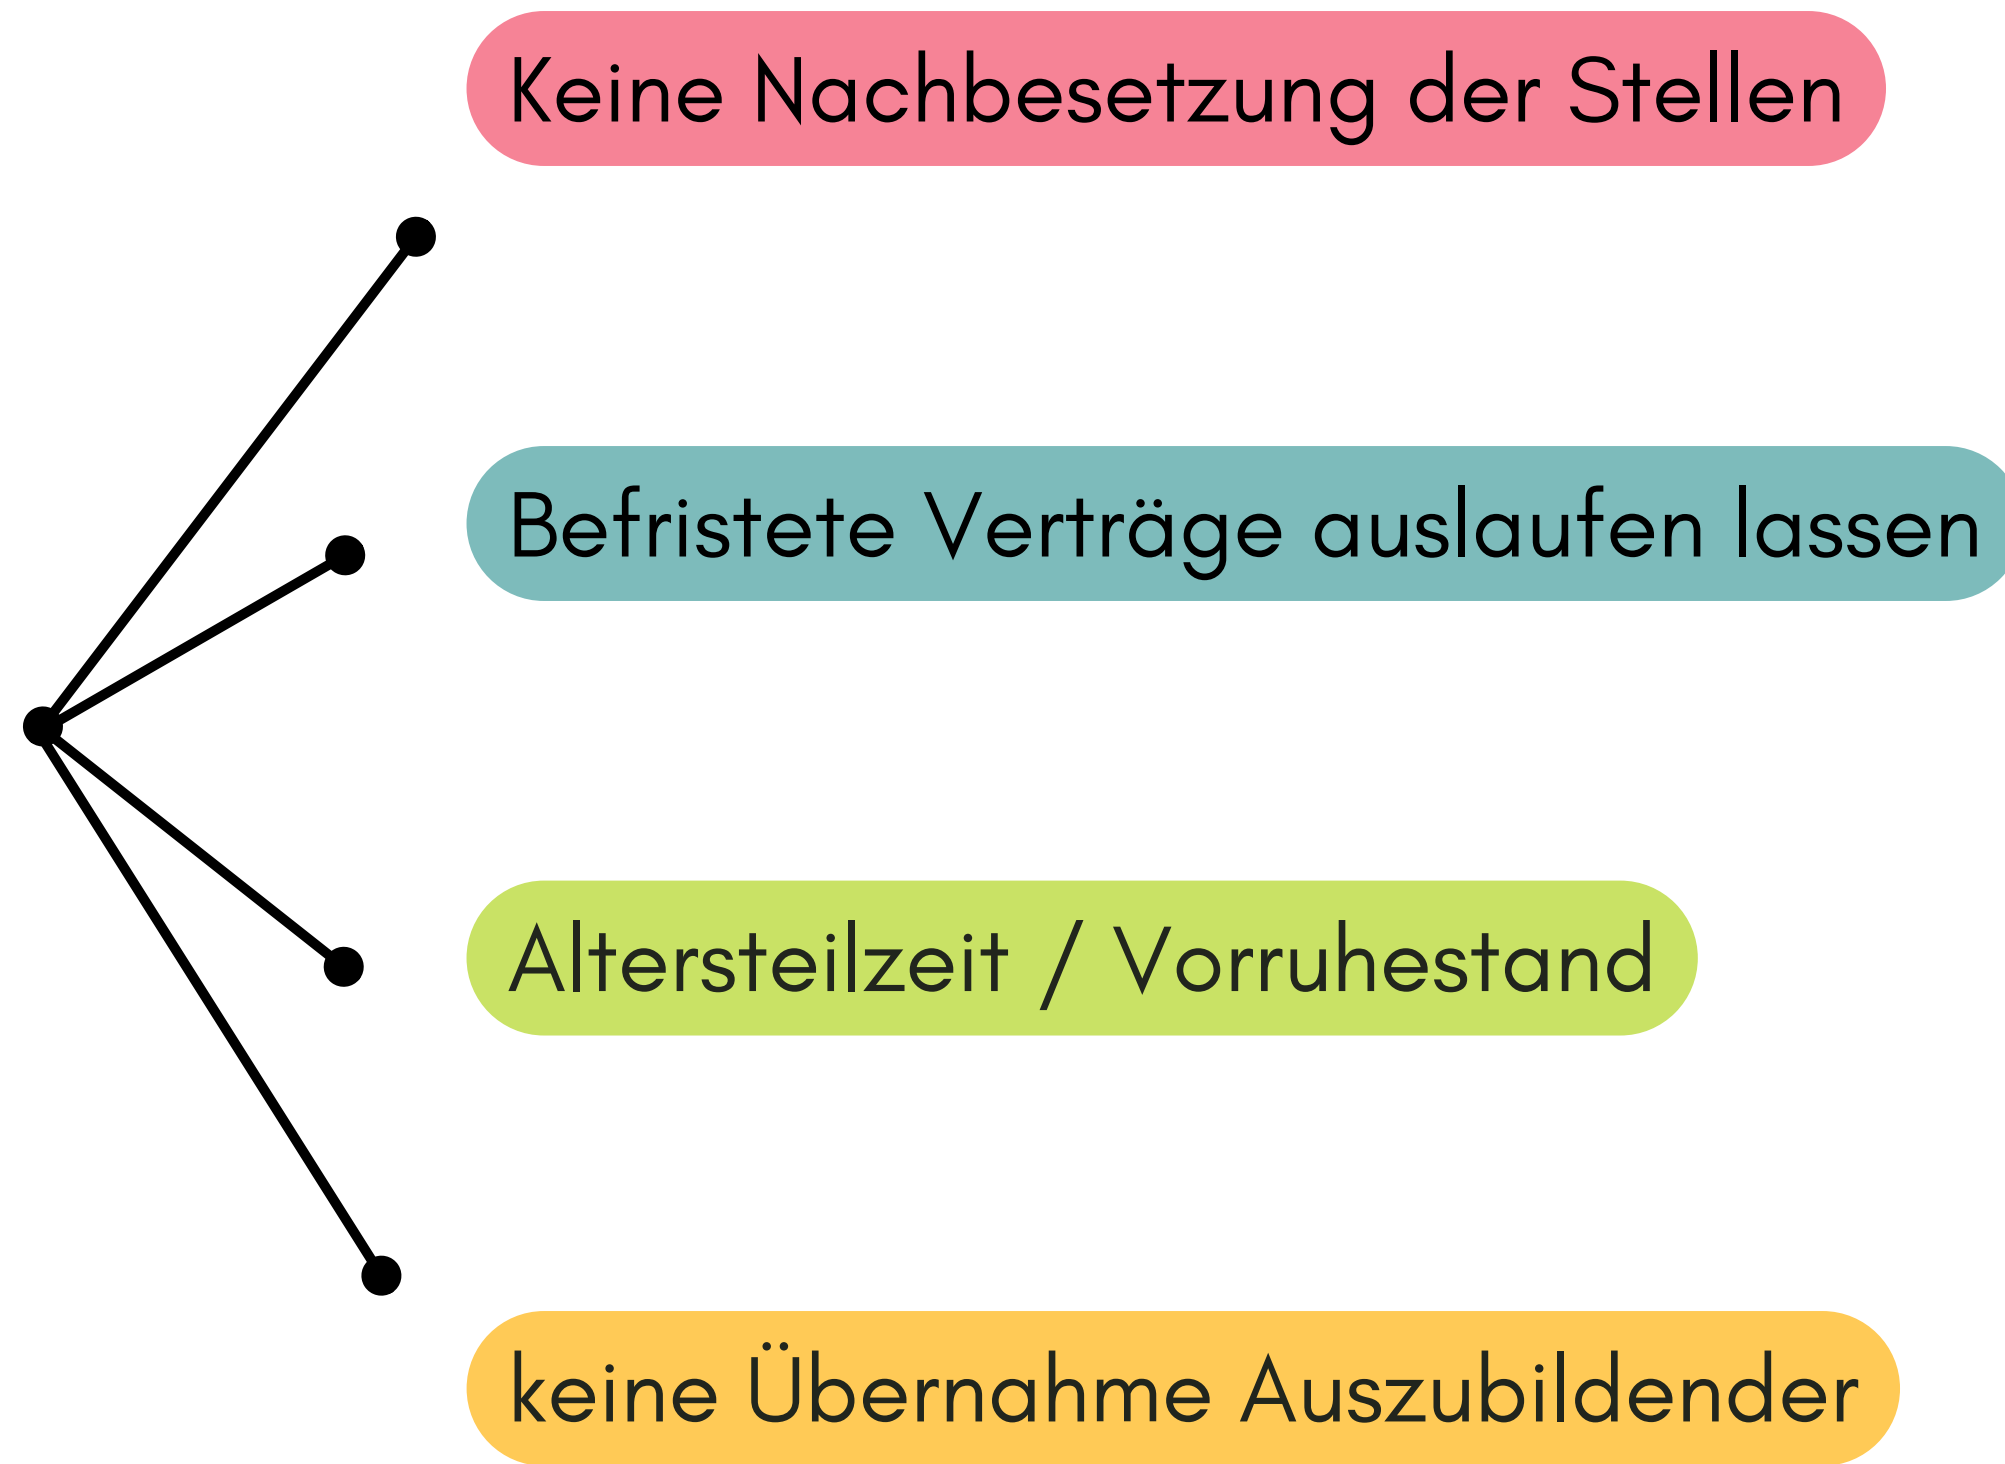 Keine Nachbesetzung der Stellen
Befristete Verträge auslaufen lassen
Altersteilzeit / Vorruhestand
keine Übernahme Auszubildender